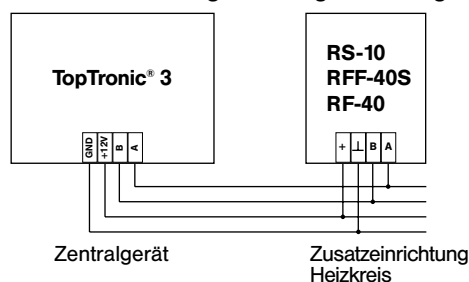 TopTronic® 3
RS-10
RFF-40S
RF-40
GND +12V B A
+ ⊥ B A
Zentralgerät
Zusatzeinrichtung
Heizkreis